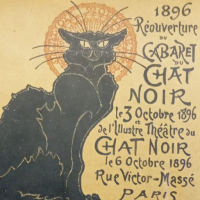 1896
Réouverture
DU
CABARET
DU
CHAT
NOIR
le 3 Octobre 1896
et
de l'Illustre Théâtre du
CHAT NOIR
le 6 Octobre 1896
Rue Victor-Massé
PARIS